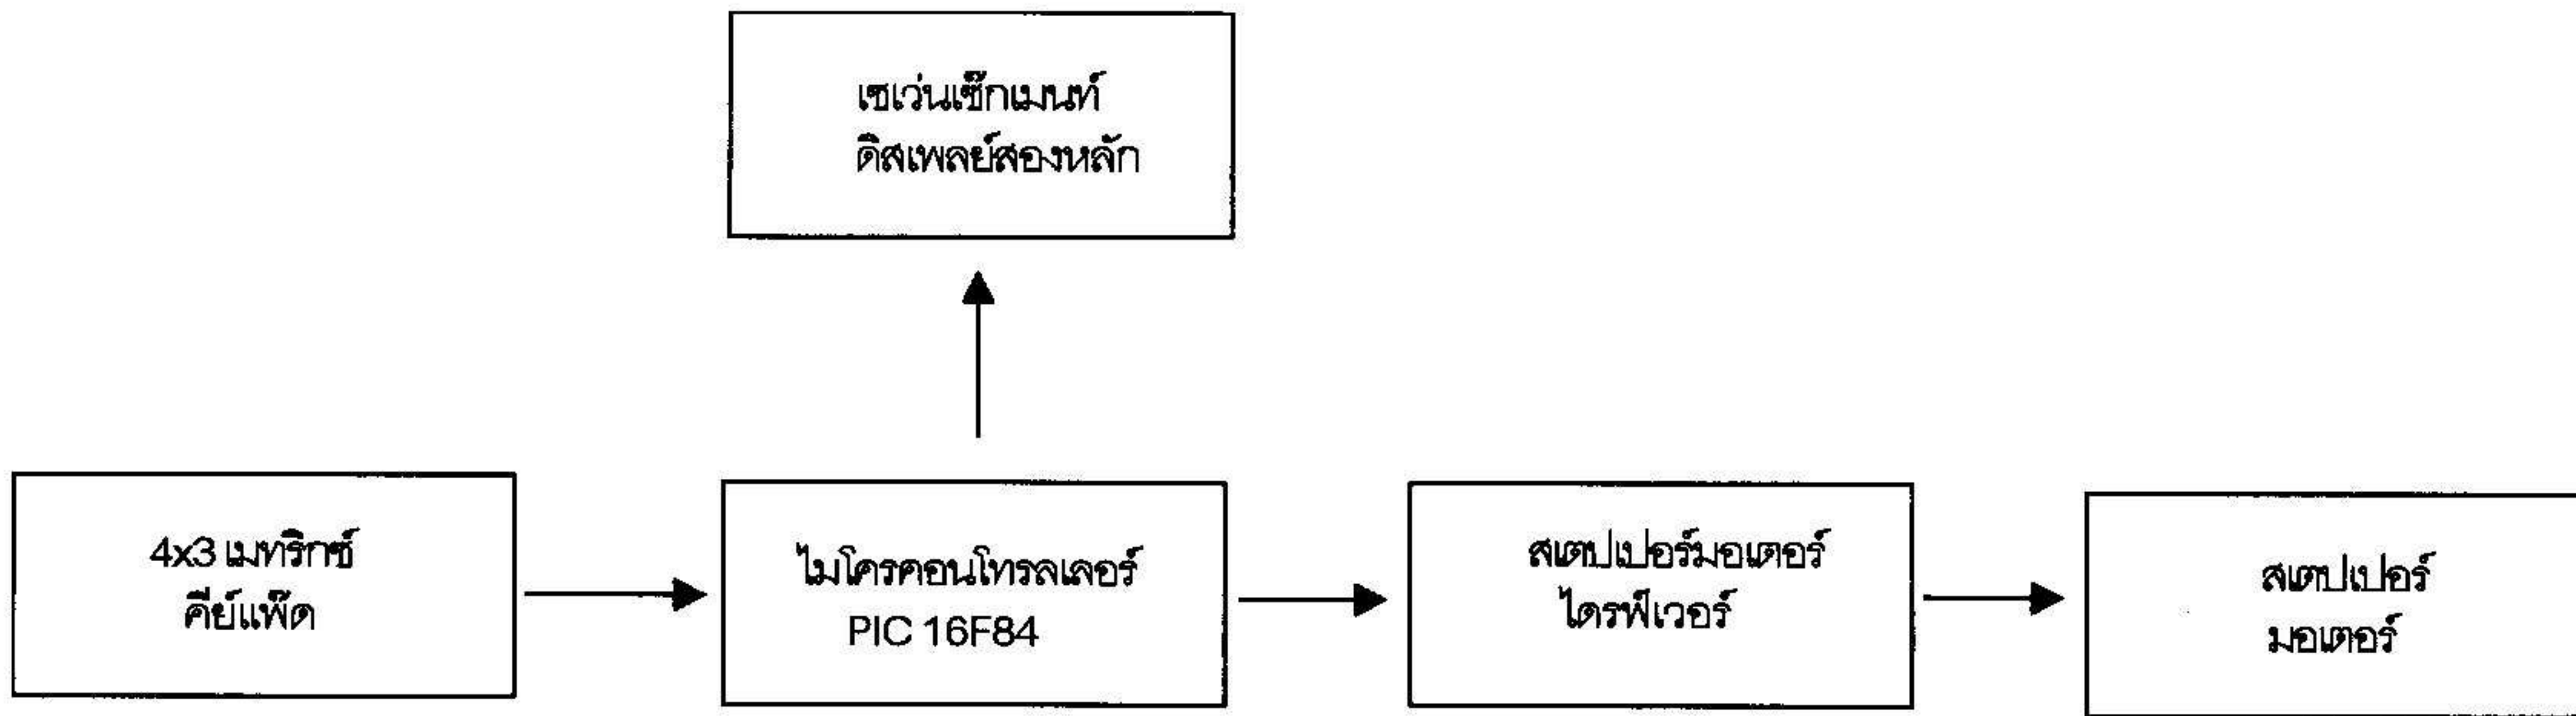 เซเว่นเซ็กเมนท์
ดิสเพลย์สองหลัก
4x3 เมทริกซ์
คีย์แพ๊ด
ไมโครคอนโทรลเลอร์
PIC 16F84
สเตปเปอร์มอเตอร์
ไดรฟ์เวอร์
สเตปเปอร์
มอเตอร์